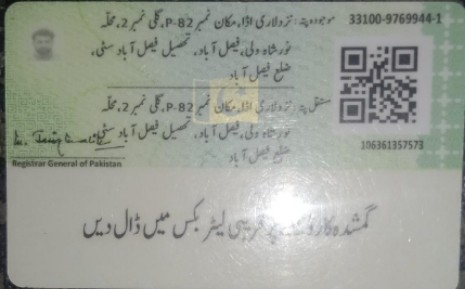 33100-9769944-1
موجودہ پتہ: نزد لاری اڈا، مکان نمبر P-82، گلی نمبر 2، محلہ
نور شاہ ولی، فیصل آباد، تحصیل فیصل آباد سٹی،
ضلع فیصل آباد
مستقل پتہ: نزد لاری اڈا، مکان نمبر P-82، گلی نمبر 2، محلہ
نور شاہ ولی، فیصل آباد، تحصیل فیصل آباد سٹی،
ضلع فیصل آباد
106361357573
Registrar General of Pakistan
گمشدہ کارڈ قریبی لیٹر بکس میں ڈال دیں